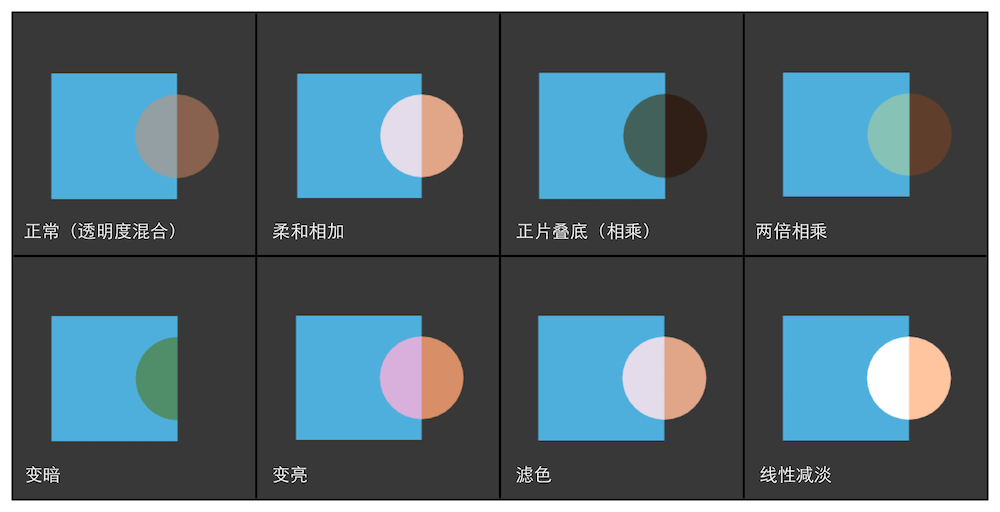 正常（透明度混合）
柔和相加
正片叠底（相乘）
两倍相乘
变暗
变亮
滤色
线性减淡